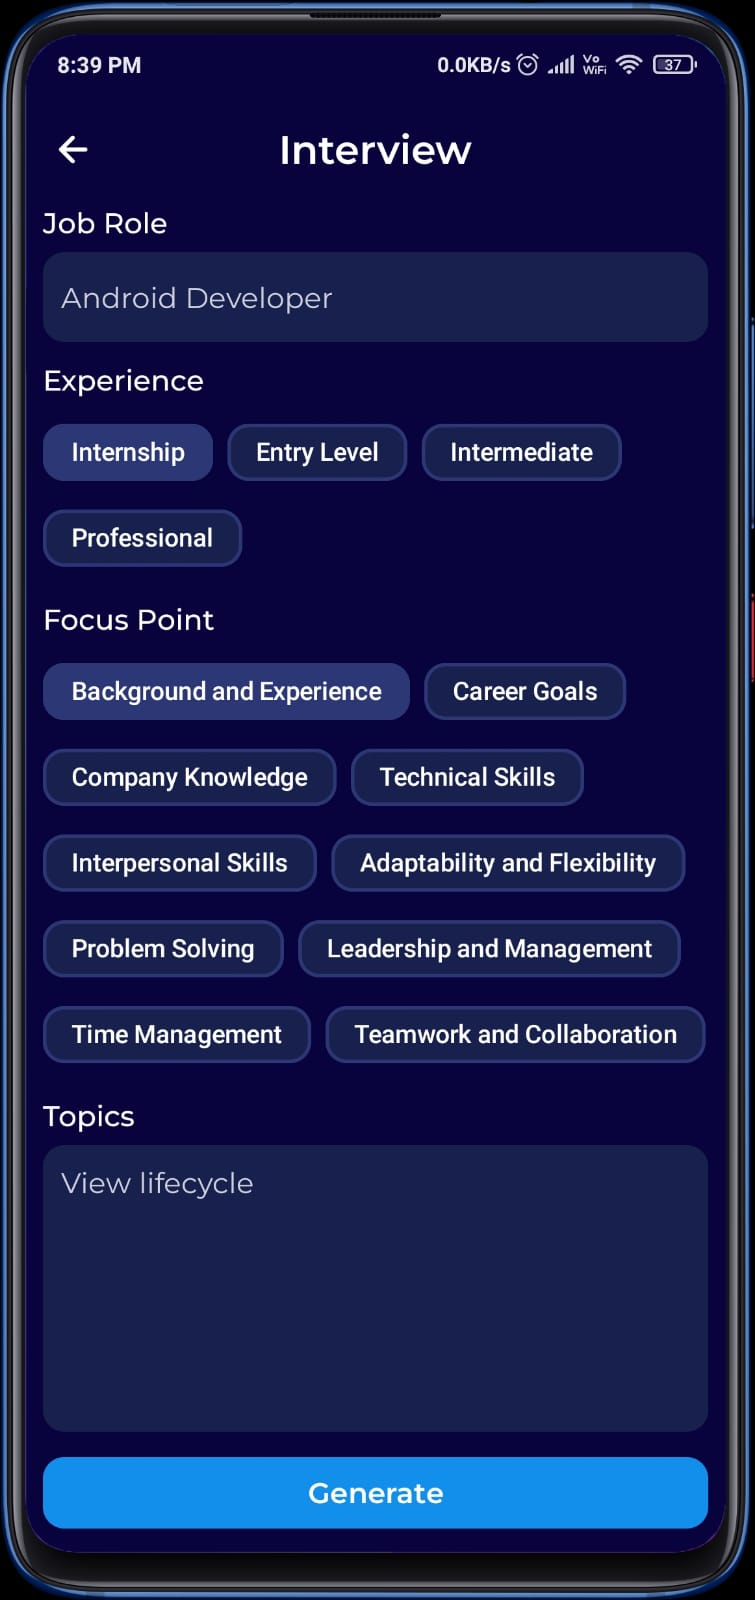 8:39 PM 0.0KB/s Vo WiFi 37
Interview
Job Role
Android Developer
Experience
Internship Entry Level Intermediate
Professional
Focus Point
Background and Experience Career Goals
Company Knowledge Technical Skills
Interpersonal Skills Adaptability and Flexibility
Problem Solving Leadership and Management
Time Management Teamwork and Collaboration
Topics
View lifecycle
Generate